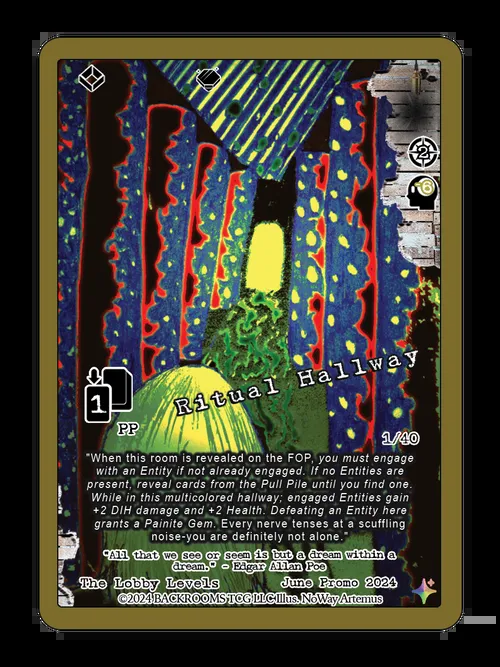 2
6
Ritual Hallway
1
PP
1/40
"When this room is revealed on the FOP, you must engage
with an Entity if not already engaged. If no Entities are
present, reveal cards from the Pull Pile until you find one.
While in this multicolored hallway; engaged Entities gain
+2 DIH damage and +2 Health. Defeating an Entity here
grants a Painite Gem. Every nerve tenses at a scuffling
noise-you are definitely not alone."
"All that we see or seem is but a dream within a
dream." - Edgar Allan Poe
The Lobby Levels June Promo 2024
©2024 BACKROOMS TCG LLC Illus. NoWay Artemus